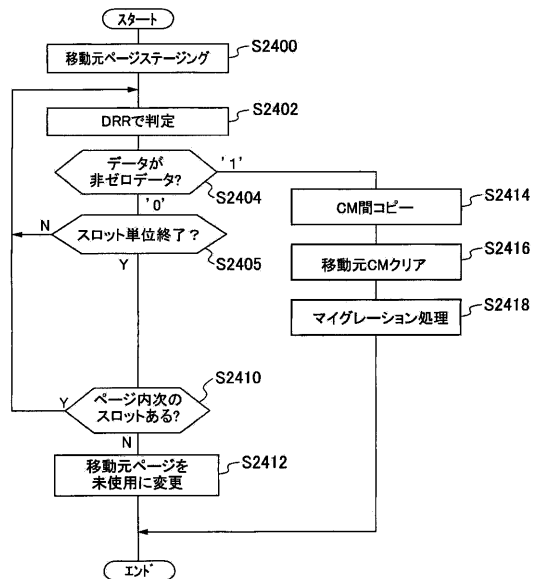 スタート
移動元ページステージング
S2400
DRRで判定
S2402
データが
非ゼロデータ?
'1'
S2404
'0'
N
スロット単位終了?
S2405
Y
CM間コピー
S2414
移動元CMクリア
S2416
マイグレーション処理
S2418
Y
ページ内次の
スロットある?
S2410
N
移動元ページを
未使用に変更
S2412
エンド